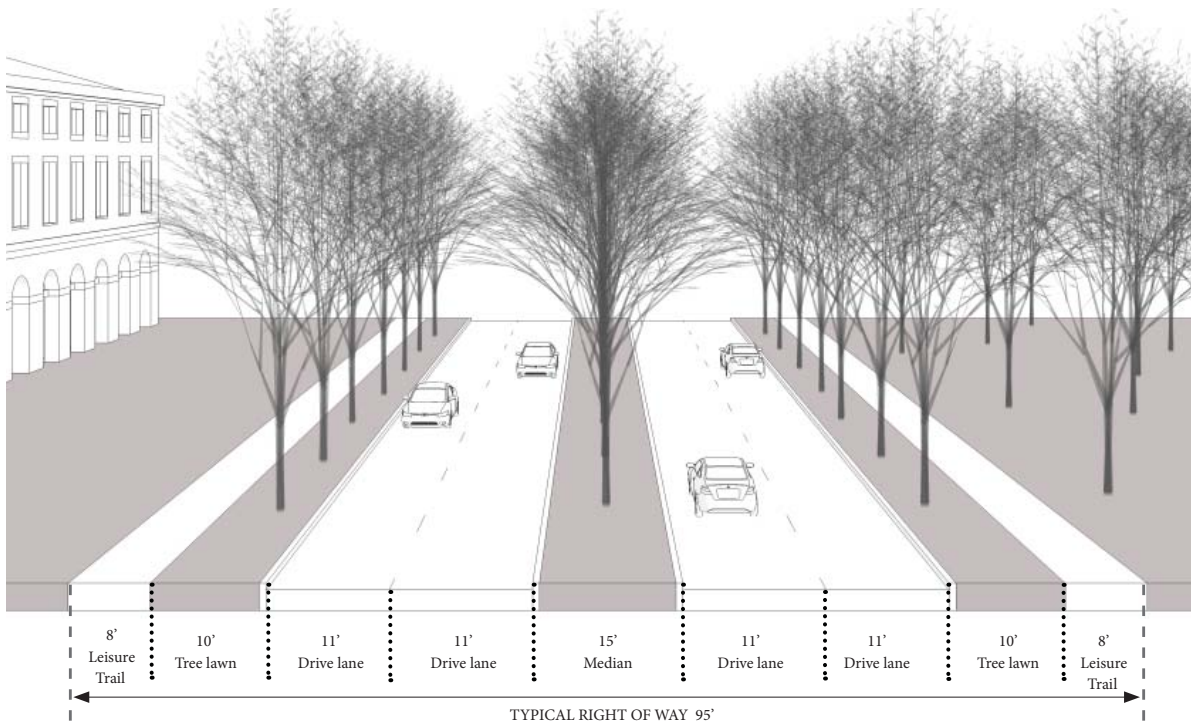 8’
Leisure
Trail
10’
Tree lawn
11’
Drive lane
11’
Drive lane
15’
Median
11’
Drive lane
11’
Drive lane
10’
Tree lawn
8’
Leisure
Trail
TYPICAL RIGHT OF WAY 95’